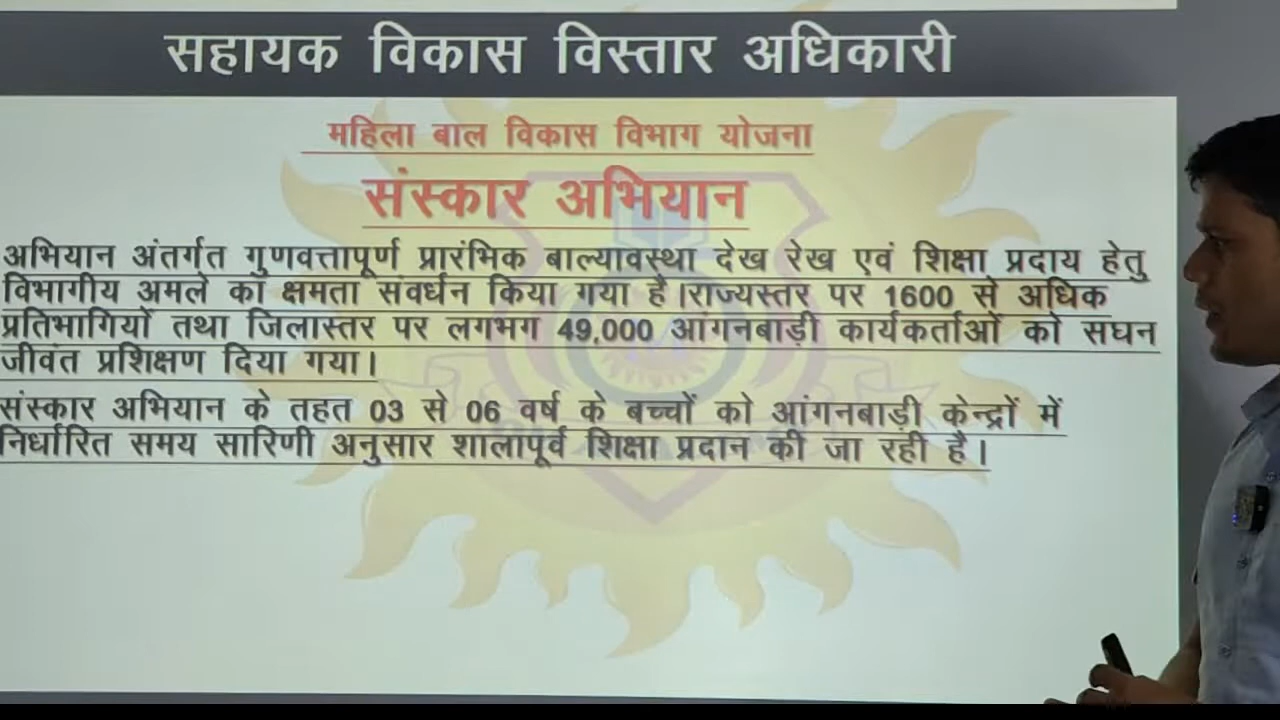 सहायक विकास विस्तार अधिकारी
महिला बाल विकास विभाग योजना
संस्कार अभियान
अभियान अंतर्गत गुणवत्तापूर्ण प्रारंभिक बाल्यावस्था देख रेख एवं शिक्षा प्रदाय हेतु
विभागीय अमले का क्षमता संवर्धन किया गया है।राज्यस्तर पर 1600 से अधिक
प्रतिभागियों तथा जिलास्तर पर लगभग 49,000 आंगनबाड़ी कार्यकर्ताओं को सघन
जीवंत प्रशिक्षण दिया गया।
संस्कार अभियान के तहत 03 से 06 वर्ष के बच्चों को आंगनबाड़ी केन्द्रों में
निर्धारित समय सारिणी अनुसार शालापूर्व शिक्षा प्रदान की जा रही है।